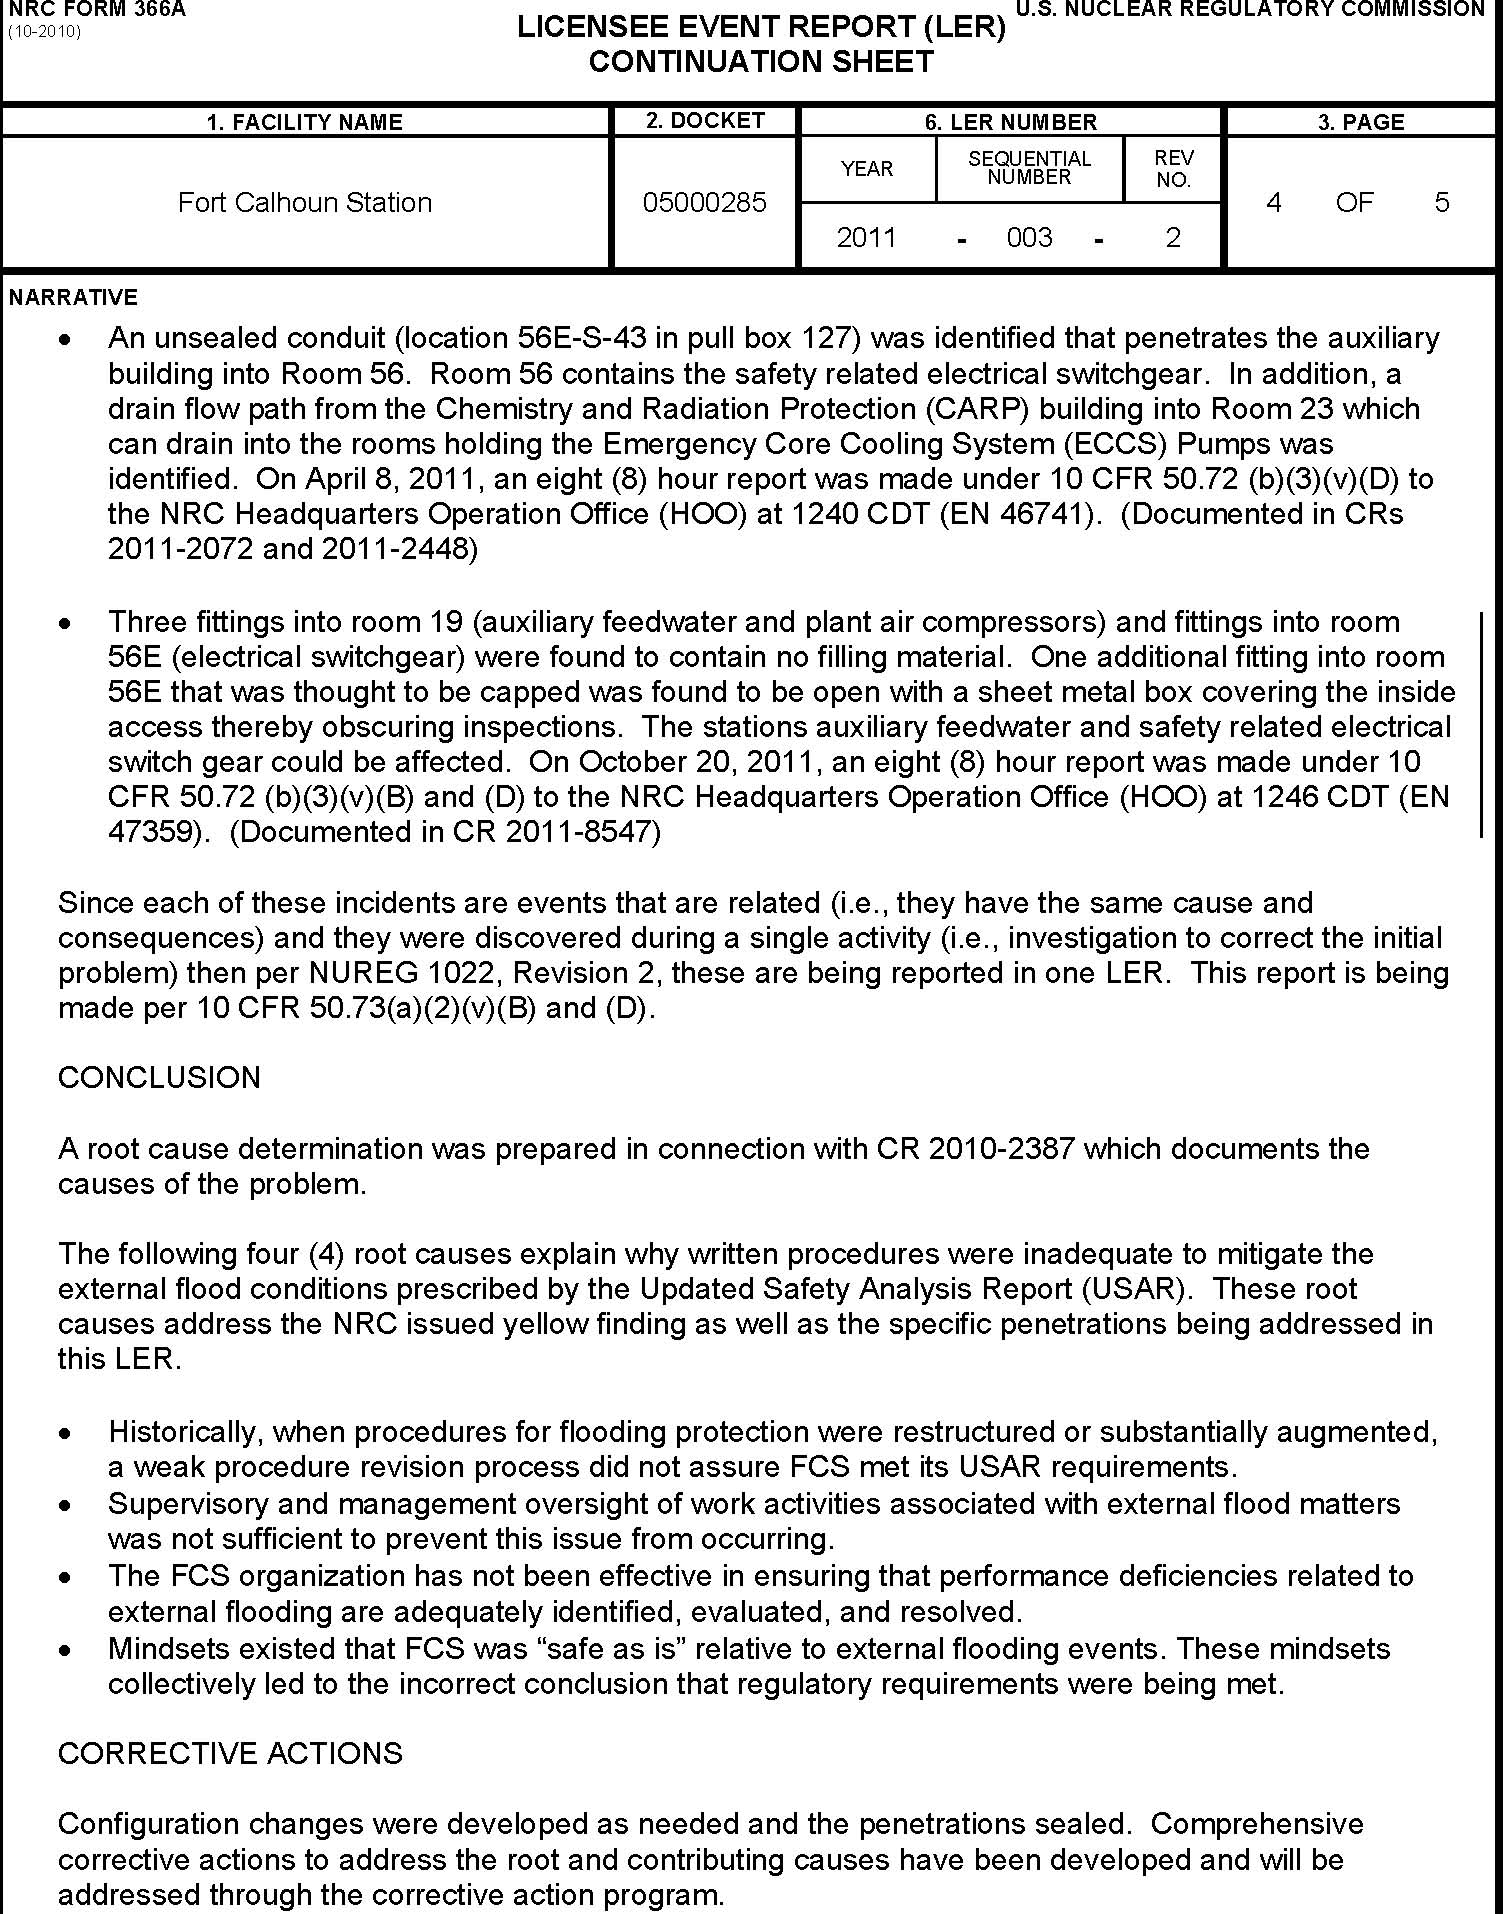 NRC FORM 366A
(10-2010)
U.S. NUCLEAR REGULATORY COMMISSION
LICENSEE EVENT REPORT (LER)
CONTINUATION SHEET
1. FACILITY NAME
2. DOCKET
6. LER NUMBER
3. PAGE
Fort Calhoun Station
05000285
YEAR
SEQUENTIAL
NUMBER
REV
NO.
2011 - 003 - 2
4 OF 5
NARRATIVE
• An unsealed conduit (location 56E-S-43 in pull box 127) was identified that penetrates the auxiliary
building into Room 56. Room 56 contains the safety related electrical switchgear. In addition, a
drain flow path from the Chemistry and Radiation Protection (CARP) building into Room 23 which
can drain into the rooms holding the Emergency Core Cooling System (ECCS) Pumps was
identified. On April 8, 2011, an eight (8) hour report was made under 10 CFR 50.72 (b)(3)(v)(D) to
the NRC Headquarters Operation Office (HOO) at 1240 CDT (EN 46741). (Documented in CRs
2011-2072 and 2011-2448)
• Three fittings into room 19 (auxiliary feedwater and plant air compressors) and fittings into room
56E (electrical switchgear) were found to contain no filling material. One additional fitting into room
56E that was thought to be capped was found to be open with a sheet metal box covering the inside
access thereby obscuring inspections. The stations auxiliary feedwater and safety related electrical
switch gear could be affected. On October 20, 2011, an eight (8) hour report was made under 10
CFR 50.72 (b)(3)(v)(B) and (D) to the NRC Headquarters Operation Office (HOO) at 1246 CDT (EN
47359). (Documented in CR 2011-8547)
Since each of these incidents are events that are related (i.e., they have the same cause and
consequences) and they were discovered during a single activity (i.e., investigation to correct the initial
problem) then per NUREG 1022, Revision 2, these are being reported in one LER. This report is being
made per 10 CFR 50.73(a)(2)(v)(B) and (D).
CONCLUSION
A root cause determination was prepared in connection with CR 2010-2387 which documents the
causes of the problem.
The following four (4) root causes explain why written procedures were inadequate to mitigate the
external flood conditions prescribed by the Updated Safety Analysis Report (USAR). These root
causes address the NRC issued yellow finding as well as the specific penetrations being addressed in
this LER.
• Historically, when procedures for flooding protection were restructured or substantially augmented,
a weak procedure revision process did not assure FCS met its USAR requirements.
• Supervisory and management oversight of work activities associated with external flood matters
was not sufficient to prevent this issue from occurring.
• The FCS organization has not been effective in ensuring that performance deficiencies related to
external flooding are adequately identified, evaluated, and resolved.
• Mindsets existed that FCS was “safe as is” relative to external flooding events. These mindsets
collectively led to the incorrect conclusion that regulatory requirements were being met.
CORRECTIVE ACTIONS
Configuration changes were developed as needed and the penetrations sealed. Comprehensive
corrective actions to address the root and contributing causes have been developed and will be
addressed through the corrective action program.